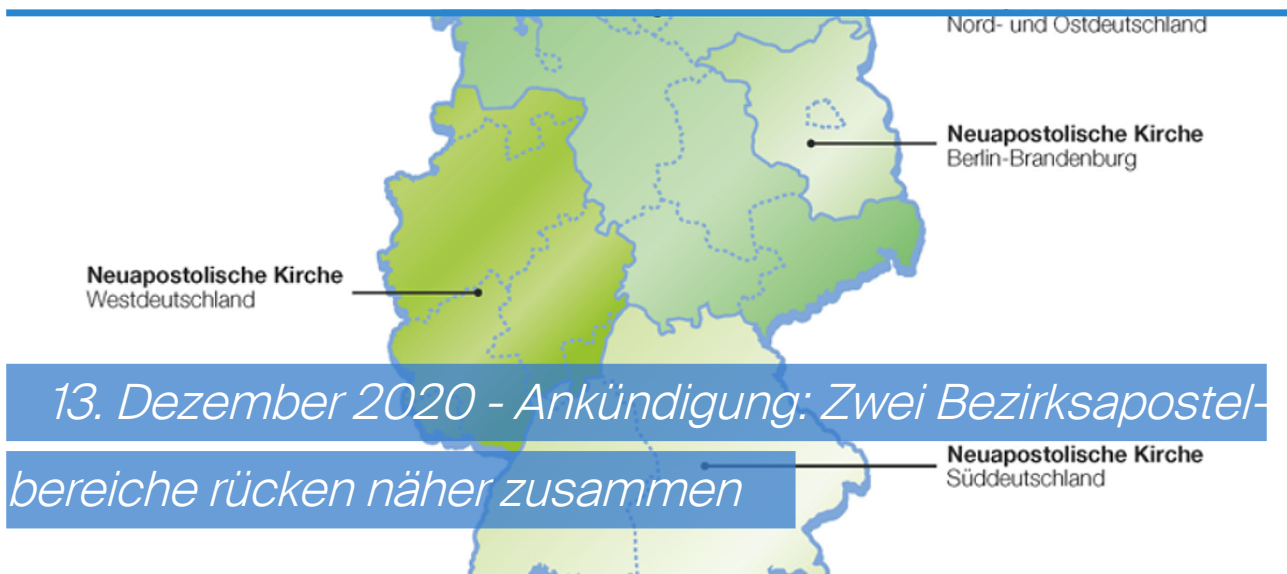 Nord- und Ostdeutschland
Neuapostolische Kirche
Berlin-Brandenburg
Neuapostolische Kirche
Westdeutschland
13. Dezember 2020 - Ankündigung: Zwei Bezirksapostel-
bereiche rücken näher zusammen
Neuapostolische Kirche
Süddeutschland